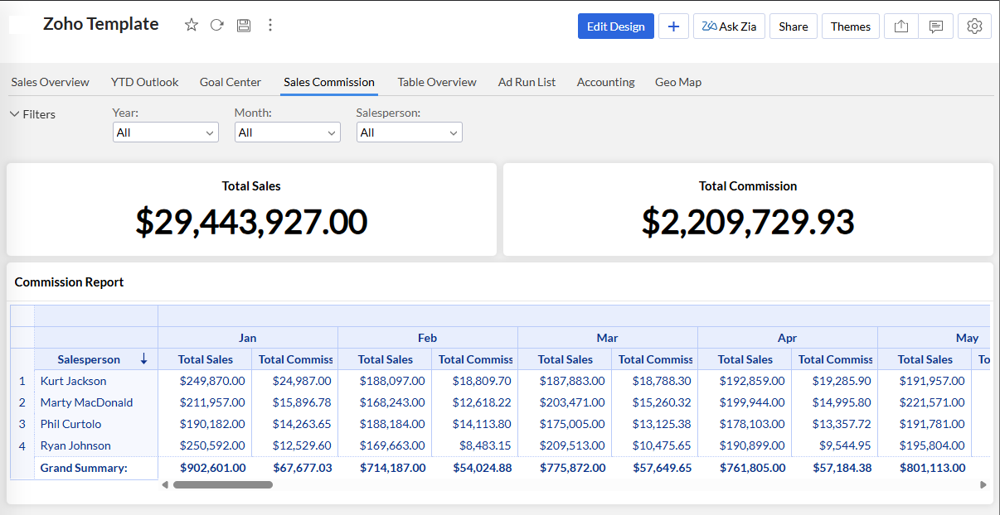 Zoho Template
Edit Design + Ask Zia Share Themes
Sales Overview YTD Outlook Goal Center Sales Commission Table Overview Ad Run List Accounting Geo Map
Filters Year: Month: Salesperson:
All All All
Total Sales Total Commission
$29,443,927.00 $2,209,729.93
Commission Report
Jan Feb Mar Apr May
Salesperson Total Sales Total Commiss Total Sales Total Commiss Total Sales Total Commiss Total Sales Total Commiss Total Sales To
1 Kurt Jackson $249,870.00 $24,987.00 $188,097.00 $18,809.70 $187,883.00 $18,788.30 $192,859.00 $19,285.90 $191,957.00
2 Marty MacDonald $211,957.00 $15,896.78 $168,243.00 $12,618.22 $203,471.00 $15,260.32 $199,944.00 $14,995.80 $221,571.00
3 Phil Curtolo $190,182.00 $14,263.65 $188,184.00 $14,113.80 $175,005.00 $13,125.38 $178,103.00 $13,357.72 $191,781.00
4 Ryan Johnson $250,592.00 $12,529.60 $169,663.00 $8,483.15 $209,513.00 $10,475.65 $190,899.00 $9,544.95 $195,804.00
Grand Summary: $902,601.00 $67,677.03 $714,187.00 $54,024.88 $775,872.00 $57,649.65 $761,805.00 $57,184.38 $801,113.00